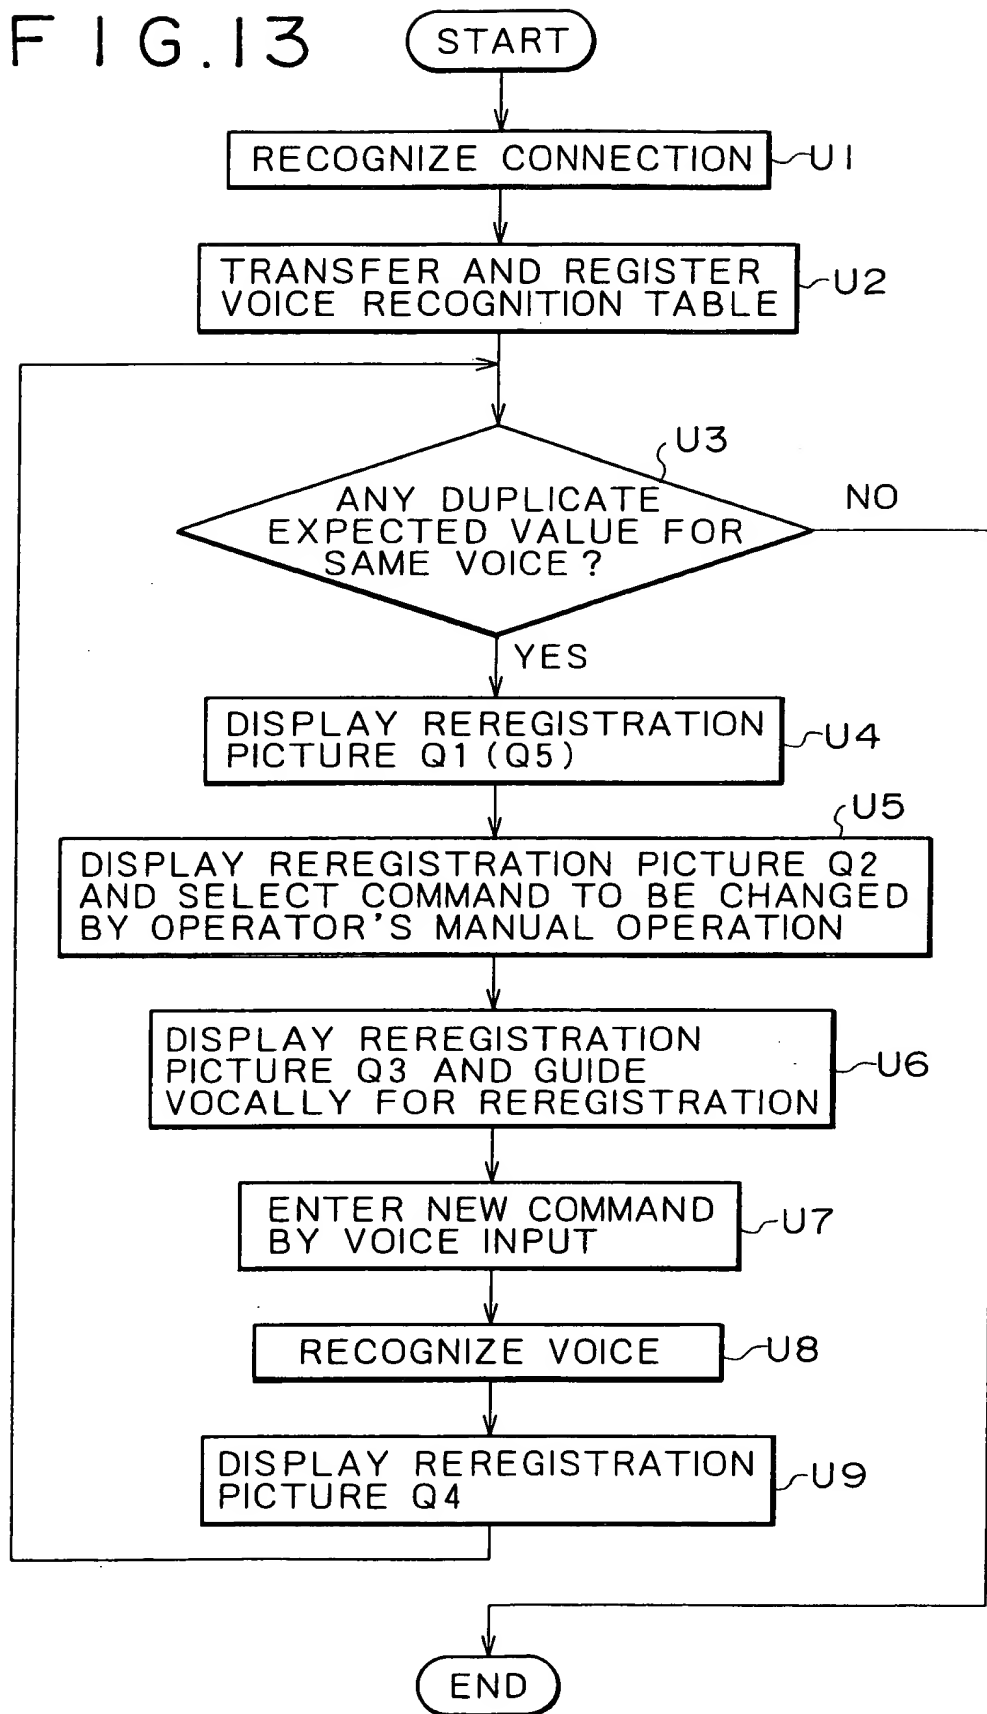 FIG.13
START
RECOGNIZE CONNECTION
U1
TRANSFER AND REGISTER
VOICE RECOGNITION TABLE
U2
U3
ANY DUPLICATE
EXPECTED VALUE FOR
SAME VOICE?
NO
YES
DISPLAY REREGISTRATION
PICTURE Q1(Q5)
U4
U5
DISPLAY REREGISTRATION PICTURE Q2
AND SELECT COMMAND TO BE CHANGED
BY OPERATOR'S MANUAL OPERATION
DISPLAY REREGISTRATION
PICTURE Q3 AND GUIDE
VOCALLY FOR REREGISTRATION
U6
ENTER NEW COMMAND
BY VOICE INPUT
U7
RECOGNIZE VOICE
U8
DISPLAY REREGISTRATION
PICTURE Q4
U9
END